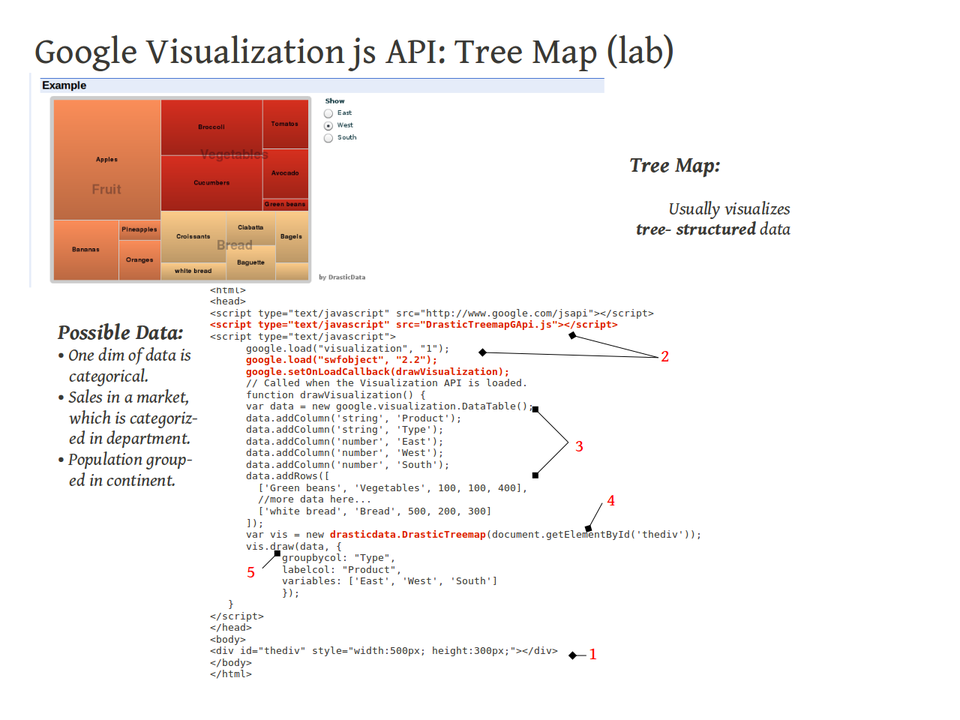 Google Visualization js API: Tree Map (lab)
Example
Show
East
West
South
Apples
Fruit
Broccoli
Tomatos
Vegetables
Cucumbers
Avocado
Green beans
Bananas
Pineapples
Oranges
Croissants
Ciabatta
Bagels
Bread
Baguette
white bread
by DrasticData
Tree Map:
Usually visualizes
tree- structured data
Possible Data:
• One dim of data is
categorical.
• Sales in a market,
which is categoriz-
ed in department.
• Population group-
ed in continent.
<html>
<head>
<script type="text/javascript" src="http://www.google.com/jsapi"></script>
<script type="text/javascript" src="DrasticTreemapGApi.js"></script>
<script type="text/javascript">
google.load("visualization", "1");
google.load("swfobject", "2.2");
google.setOnLoadCallback(drawVisualization);
// Called when the Visualization API is loaded.
function drawVisualization() {
var data = new google.visualization.DataTable();
data.addColumn('string', 'Product');
data.addColumn('string', 'Type');
data.addColumn('number', 'East');
data.addColumn('number', 'West');
data.addColumn('number', 'South');
data.addRows([
['Green beans', 'Vegetables', 100, 100, 400],
//more data here...
['white bread', 'Bread', 500, 200, 300]
]);
var vis = new drasticdata.DrasticTreemap(document.getElementById('thediv'));
vis.draw(data, {
groupbycol: "Type",
labelcol: "Product",
variables: ['East', 'West', 'South']
});
}
</script>
</head>
<body>
<div id="thediv" style="width:500px; height:300px;"></div>
</body>
</html>
2
3
4
5
1